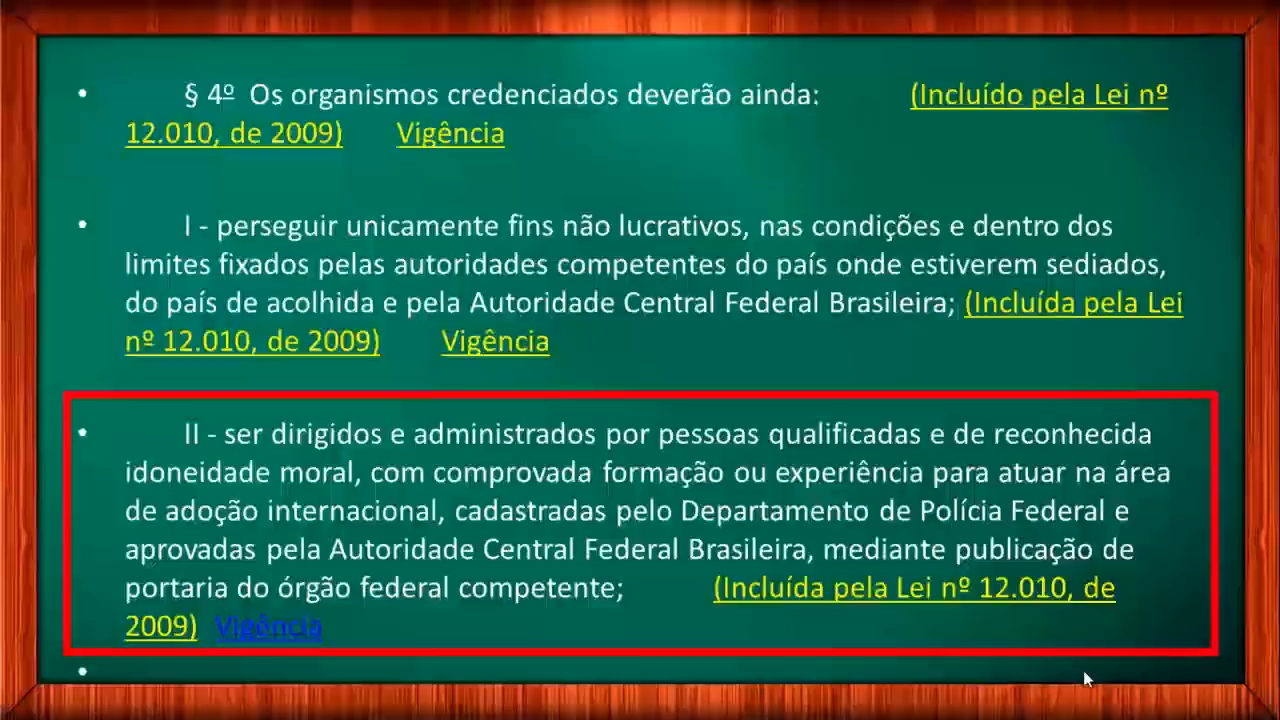 • § 4º Os organismos credenciados deverão ainda: (Incluído pela Lei nº
12.010, de 2009) Vigência
• I - perseguir unicamente fins não lucrativos, nas condições e dentro dos
limites fixados pelas autoridades competentes do país onde estiverem sediados,
do país de acolhida e pela Autoridade Central Federal Brasileira; (Incluída pela Lei
nº 12.010, de 2009) Vigência
• II - ser dirigidos e administrados por pessoas qualificadas e de reconhecida
idoneidade moral, com comprovada formação ou experiência para atuar na área
de adoção internacional, cadastradas pelo Departamento de Polícia Federal e
aprovadas pela Autoridade Central Federal Brasileira, mediante publicação de
portaria do órgão federal competente; (Incluída pela Lei nº 12.010, de
2009) Vigência
•